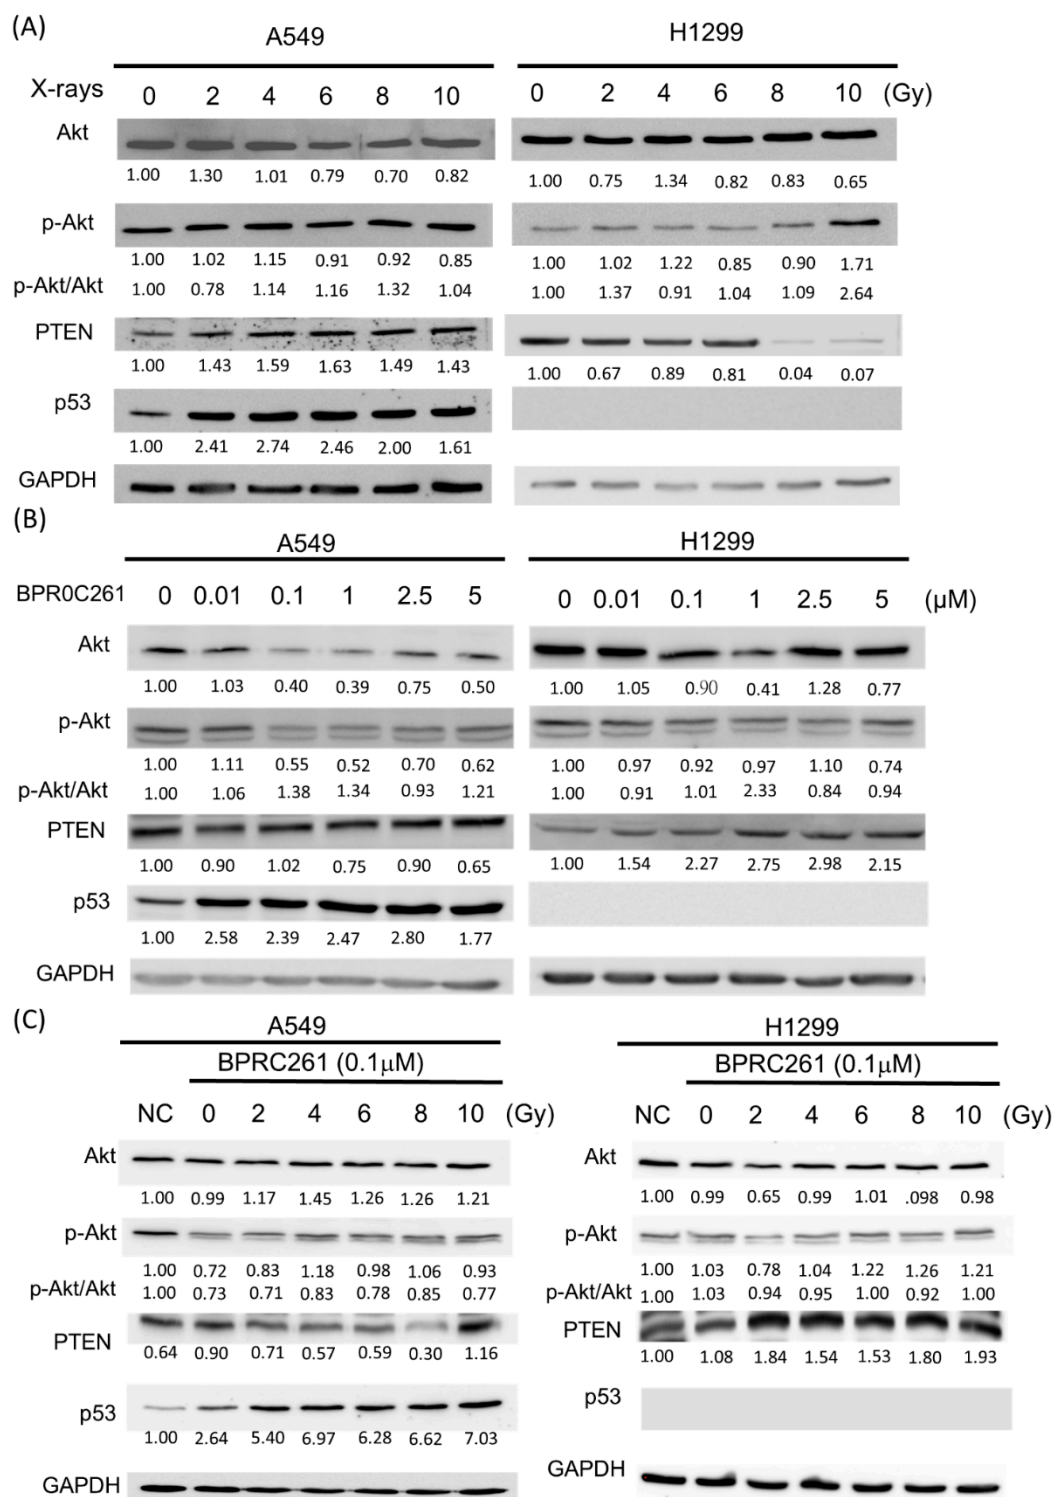 (A)
A549 H1299
X-rays 0 2 4 6 8 10 0 2 4 6 8 10 (Gy)
Akt
1.00 1.30 1.01 0.79 0.70 0.82 1.00 0.75 1.34 0.82 0.83 0.65
p-Akt
1.00 1.02 1.15 0.91 0.92 0.85 1.00 1.02 1.22 0.85 0.90 1.71
p-Akt/Akt 1.00 0.78 1.14 1.16 1.32 1.04 1.00 1.37 0.91 1.04 1.09 2.64
PTEN
1.00 1.43 1.59 1.63 1.49 1.43 1.00 0.67 0.89 0.81 0.04 0.07
p53
1.00 2.41 2.74 2.46 2.00 1.61
GAPDH
(B)
A549 H1299
BPR0C261 0 0.01 0.1 1 2.5 5 0 0.01 0.1 1 2.5 5 (μM)
Akt
1.00 1.03 0.40 0.39 0.75 0.50 1.00 1.05 0.90 0.41 1.28 0.77
p-Akt
1.00 1.11 0.55 0.52 0.70 0.62 1.00 0.97 0.92 0.97 1.10 0.74
p-Akt/Akt 1.00 1.06 1.38 1.34 0.93 1.21 1.00 0.91 1.01 2.33 0.84 0.94
PTEN
1.00 0.90 1.02 0.75 0.90 0.65 1.00 1.54 2.27 2.75 2.98 2.15
p53
1.00 2.58 2.39 2.47 2.80 1.77
GAPDH
(C)
A549 H1299
BPRC261 (0.1μM) BPRC261 (0.1μM)
NC 0 2 4 6 8 10 (Gy) NC 0 2 4 6 8 10 (Gy)
Akt Akt
1.00 0.99 1.17 1.45 1.26 1.26 1.21 1.00 0.99 0.65 0.99 1.01 .098 0.98
p-Akt p-Akt
1.00 0.72 0.83 1.18 0.98 1.06 0.93 1.00 1.03 0.78 1.04 1.22 1.26 1.21
p-Akt/Akt 1.00 0.73 0.71 0.83 0.78 0.85 0.77 p-Akt/Akt 1.00 1.03 0.94 0.95 1.00 0.92 1.00
PTEN PTEN
0.64 0.90 0.71 0.57 0.59 0.30 1.16 1.00 1.08 1.84 1.54 1.53 1.80 1.93
p53 p53
1.00 2.64 5.40 6.97 6.28 6.62 7.03
GAPDH GAPDH